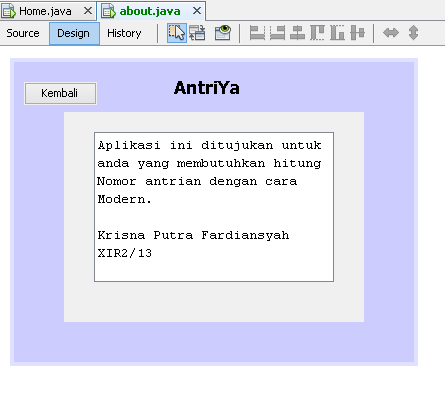 Home.java
about.java
Source
Design
History
Kembali
AntriYa
Aplikasi ini ditujukan untuk
anda yang membutuhkan hitung
Nomor antrian dengan cara
Modern.
Krisna Putra Fardiansyah
XIR2/13